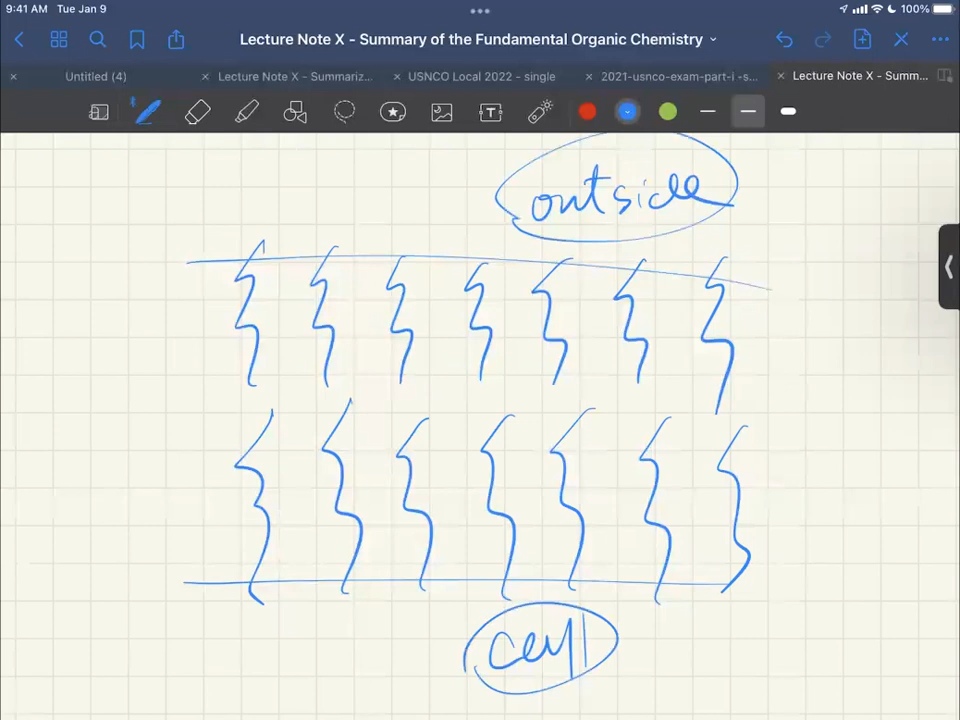 9:41 AM Tue Jan 9
100%
Lecture Note X - Summary of the Fundamental Organic Chemistry
Untitled (4)
Lecture Note X - Summariz...
USNCO Local 2022 - single
2021-usnco-exam-part-i -s...
Lecture Note X - Summ...
T
outside
cell